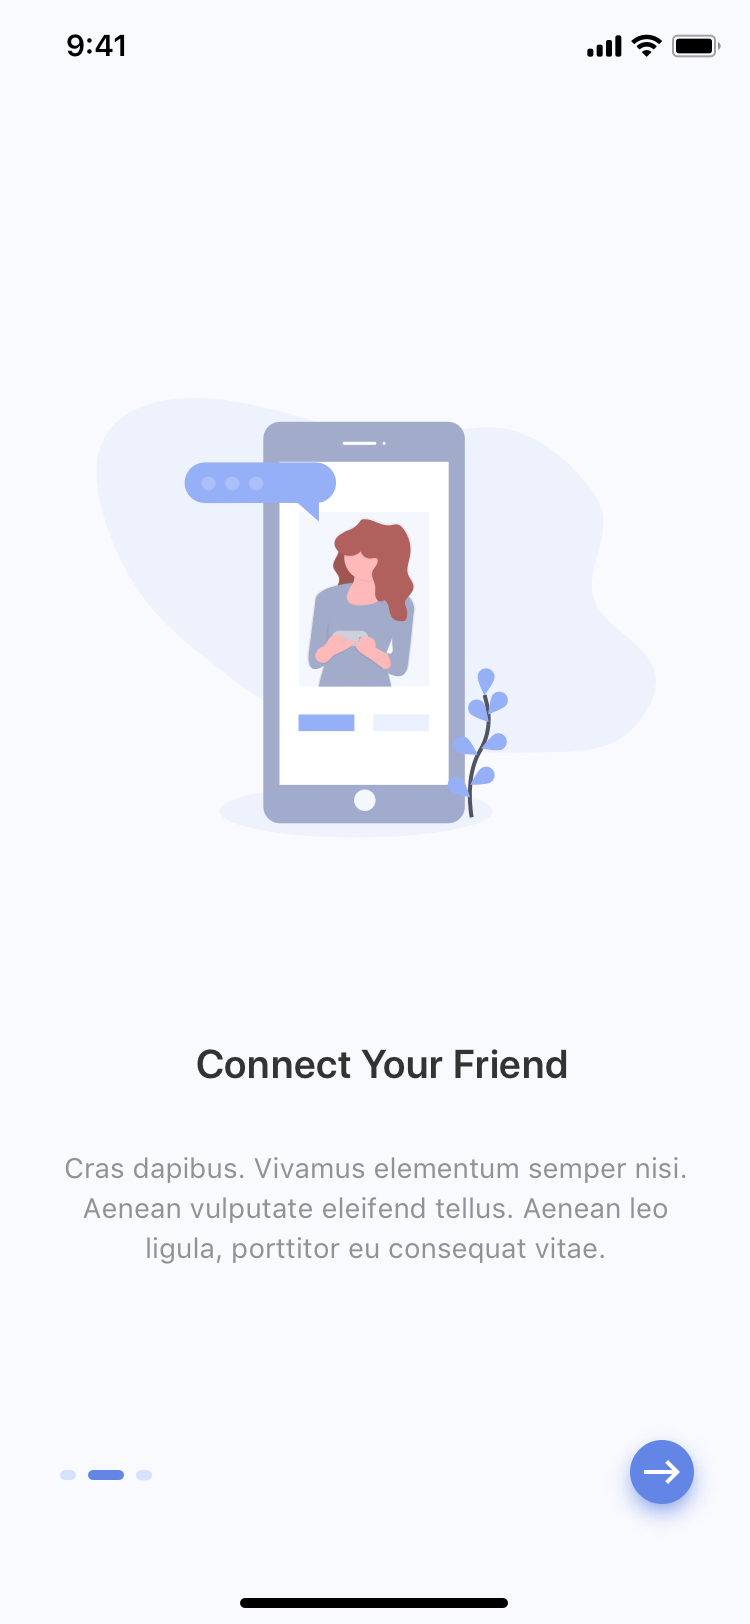 9:41
Connect Your Friend
Cras dapibus. Vivamus elementum semper nisi.
Aenean vulputate eleifend tellus. Aenean leo
ligula, porttitor eu consequat vitae.